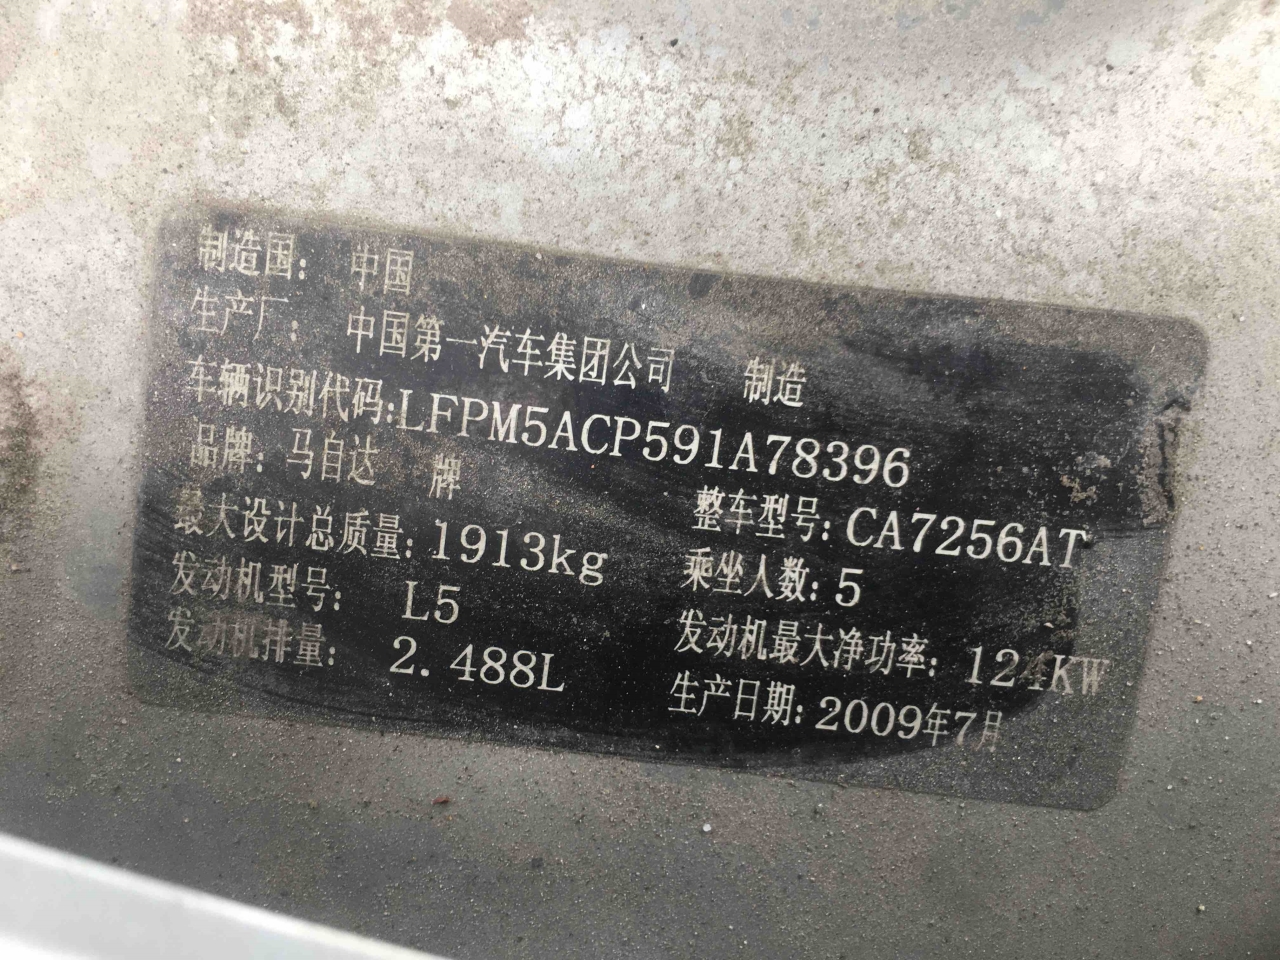 制造国： 中国
生产厂： 中国第一汽车集团公司 制造
车辆识别代码:LFPM5ACP591A78396
品牌：马自达 牌 整车型号：CA7256AT
最大设计总质量：1913kg 乘坐人数：5
发动机型号： L5 发动机最大净功率：124KW
发动机排量： 2.488L 生产日期：2009年7月